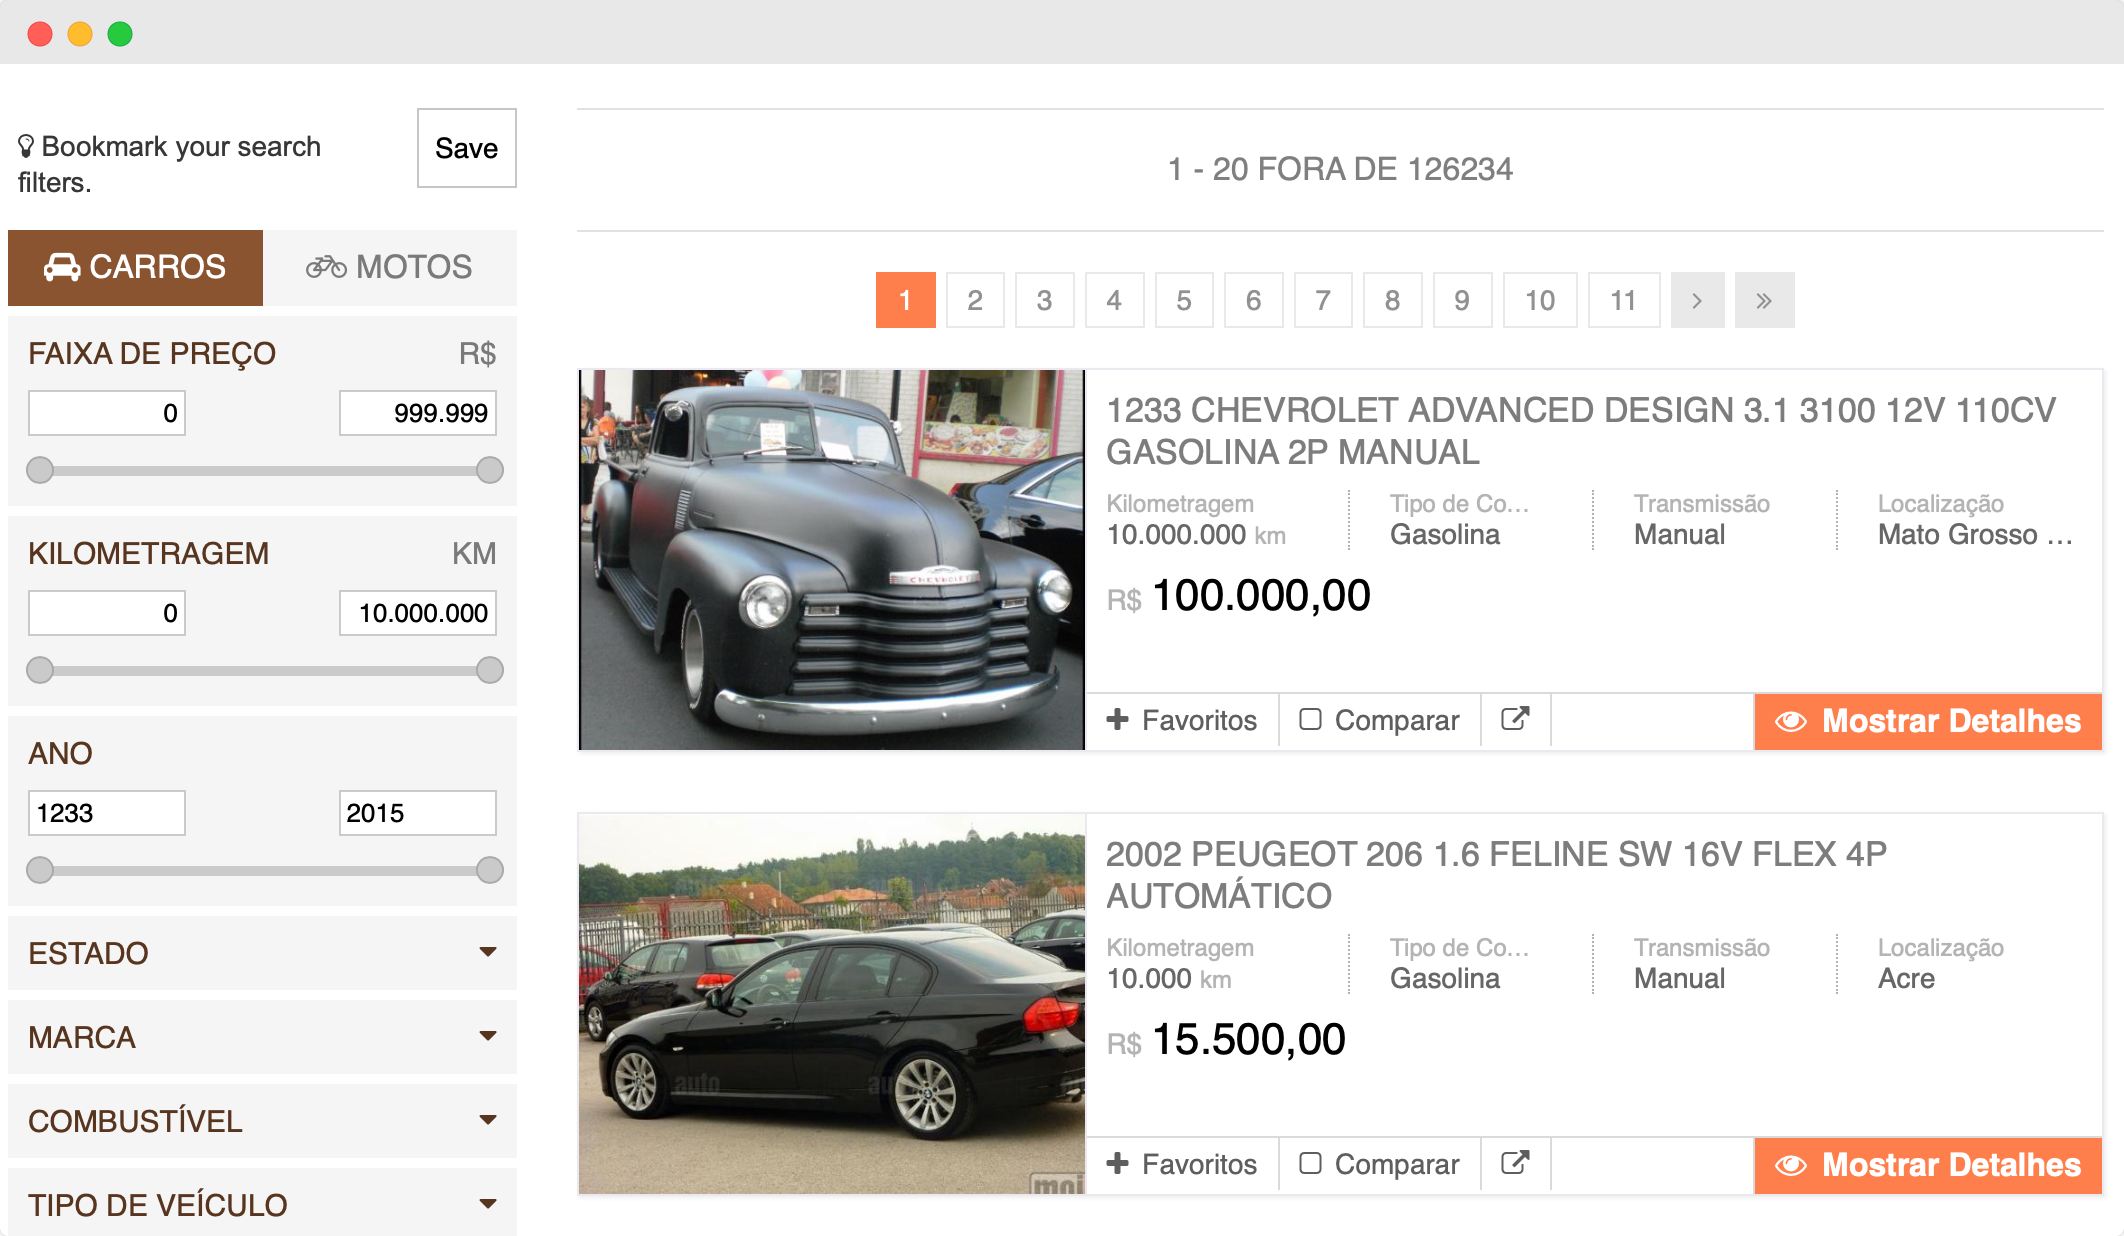 Bookmark your search
filters.
Save
CARROS
MOTOS
FAIXA DE PREÇO R$
0 999.999
KILOMETRAGEM KM
0 10.000.000
ANO
1233 2015
ESTADO
MARCA
COMBUSTÍVEL
TIPO DE VEÍCULO
1 - 20 FORA DE 126234
1 2 3 4 5 6 7 8 9 10 11 › »
CHEVROLET
1233 CHEVROLET ADVANCED DESIGN 3.1 3100 12V 110CV
GASOLINA 2P MANUAL
Kilometragem Tipo de Co... Transmissão Localização
10.000.000 km Gasolina Manual Mato Grosso ...
R$ 100.000,00
Favoritos Comparar Mostrar Detalhes
auto
moj
2002 PEUGEOT 206 1.6 FELINE SW 16V FLEX 4P
AUTOMÁTICO
Kilometragem Tipo de Co... Transmissão Localização
10.000 km Gasolina Manual Acre
R$ 15.500,00
Favoritos Comparar Mostrar Detalhes